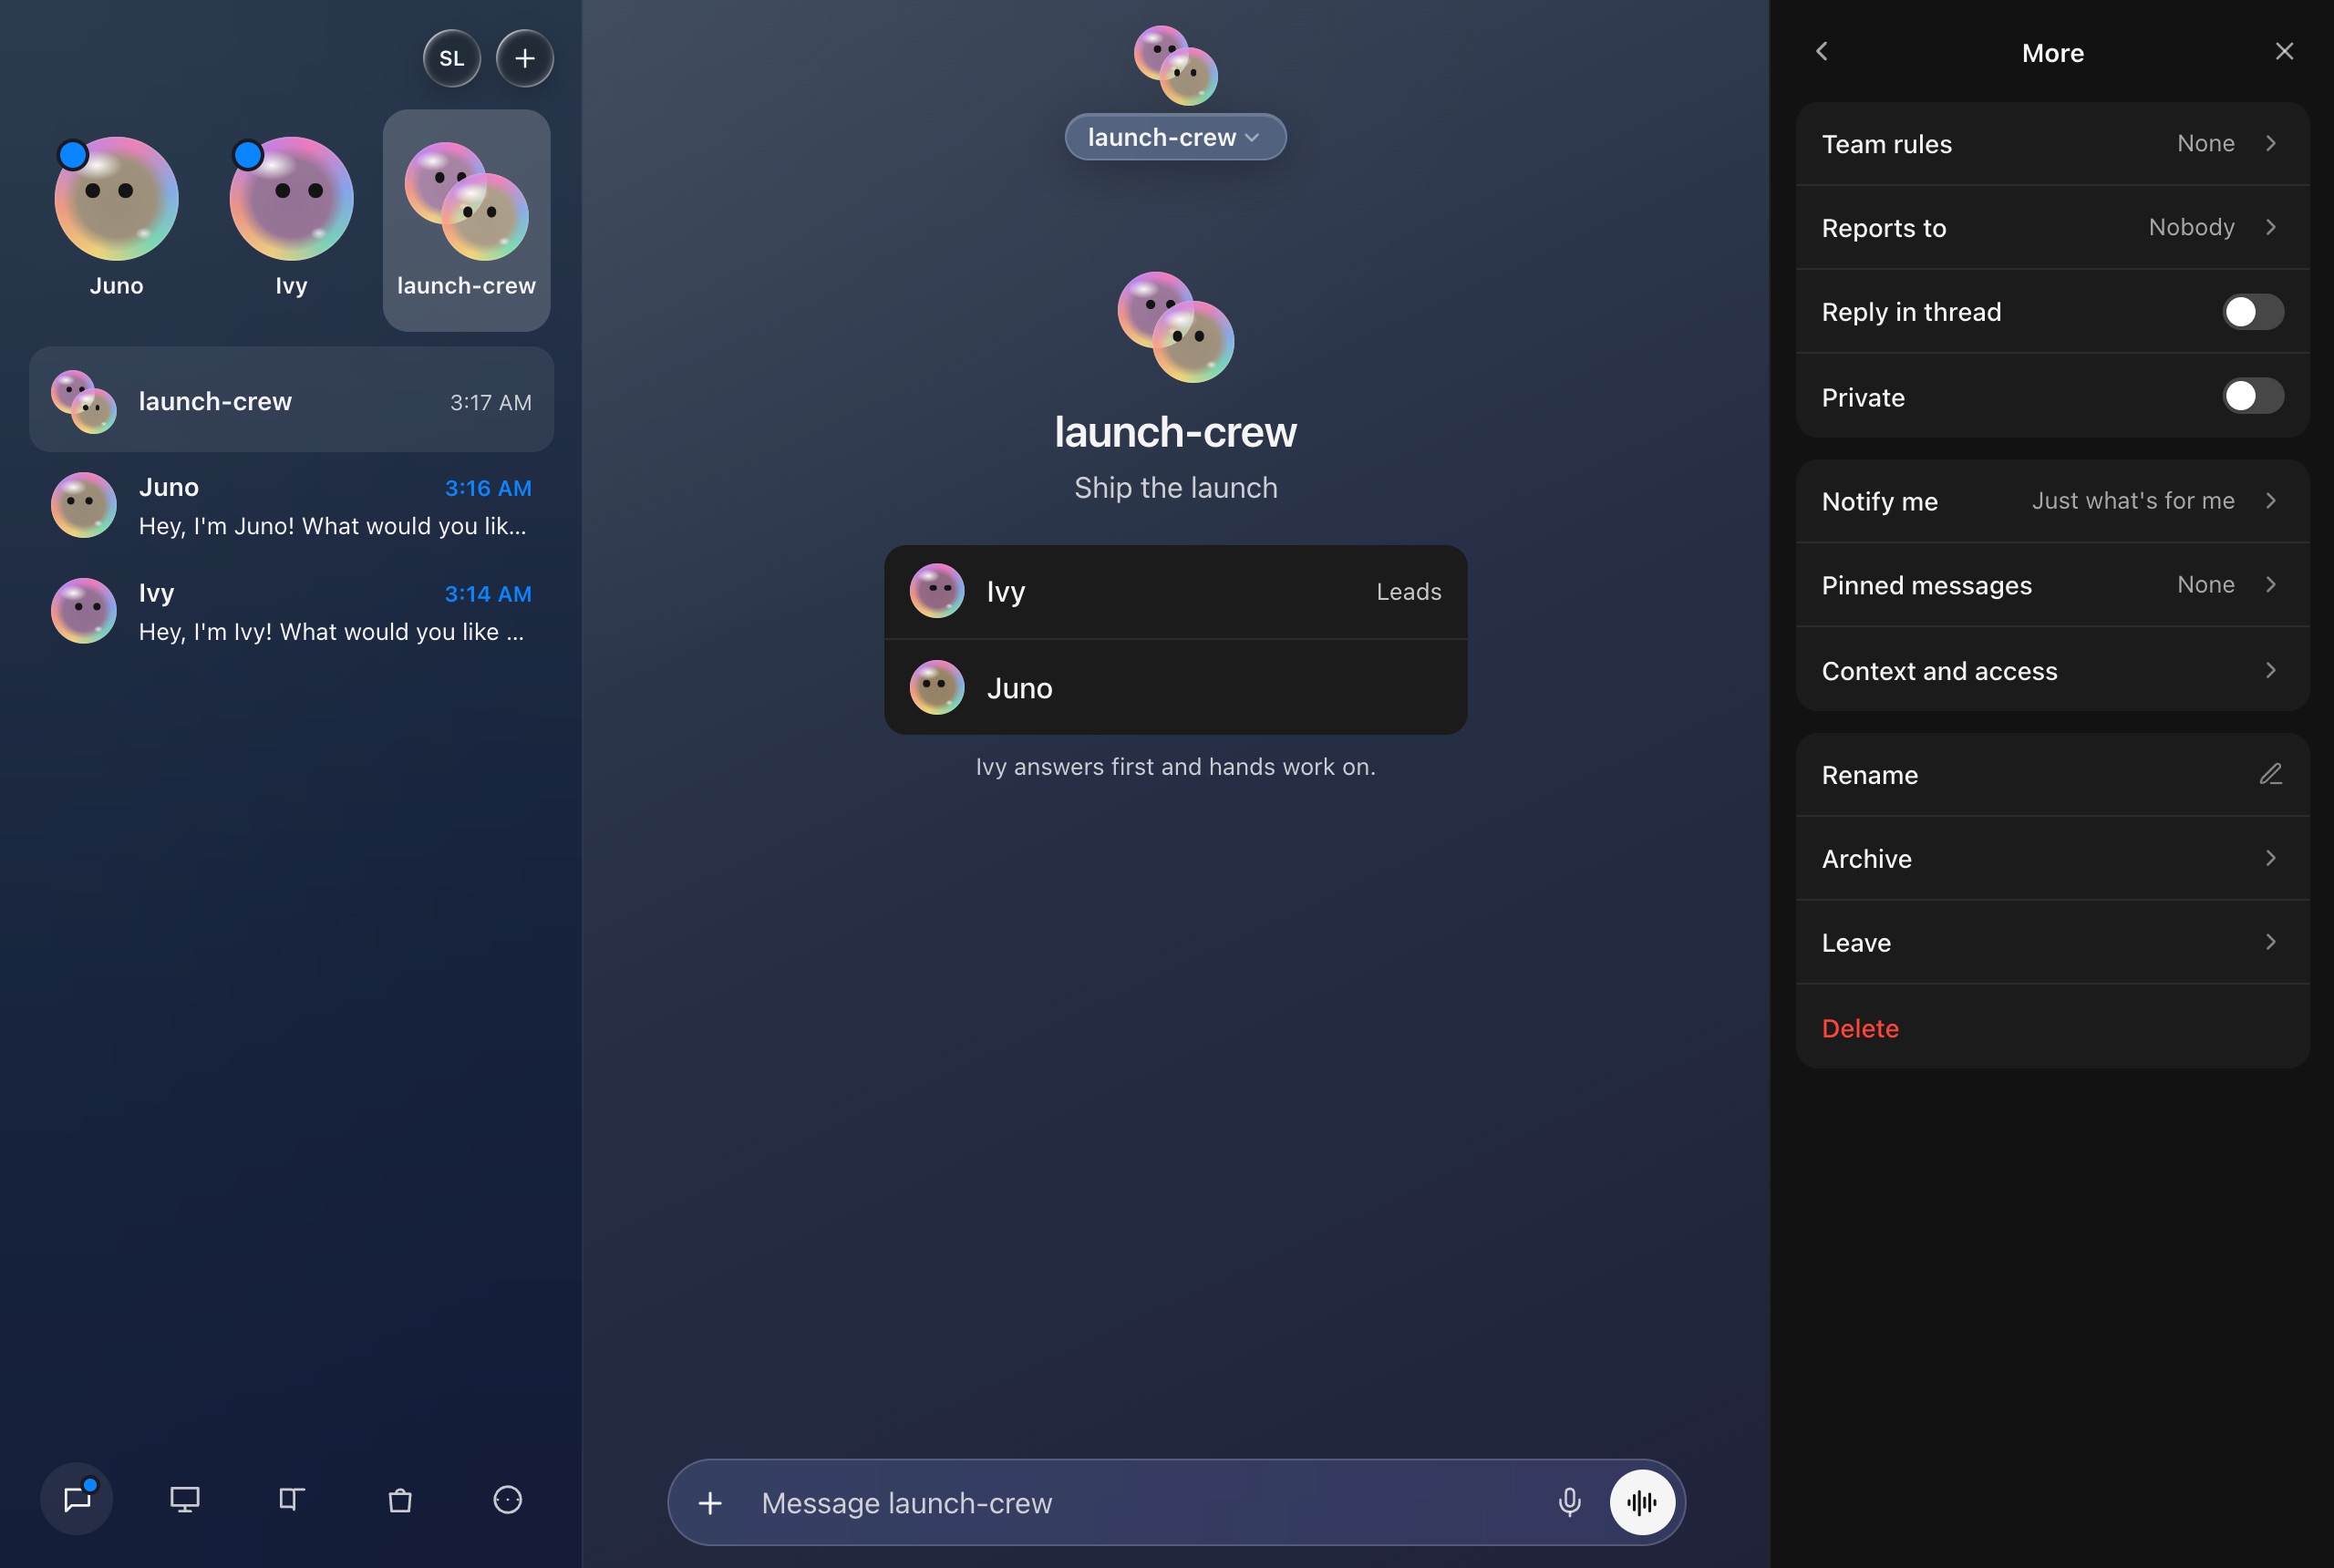 SL
Juno
Ivy
launch-crew
launch-crew
3:17 AM
Juno
3:16 AM
Hey, I'm Juno! What would you lik...
Ivy
3:14 AM
Hey, I'm Ivy! What would you like ...
launch-crew
launch-crew
Ship the launch
Ivy
Leads
Juno
Ivy answers first and hands work on.
Message launch-crew
More
Team rules
None
Reports to
Nobody
Reply in thread
Private
Notify me
Just what's for me
Pinned messages
None
Context and access
Rename
Archive
Leave
Delete